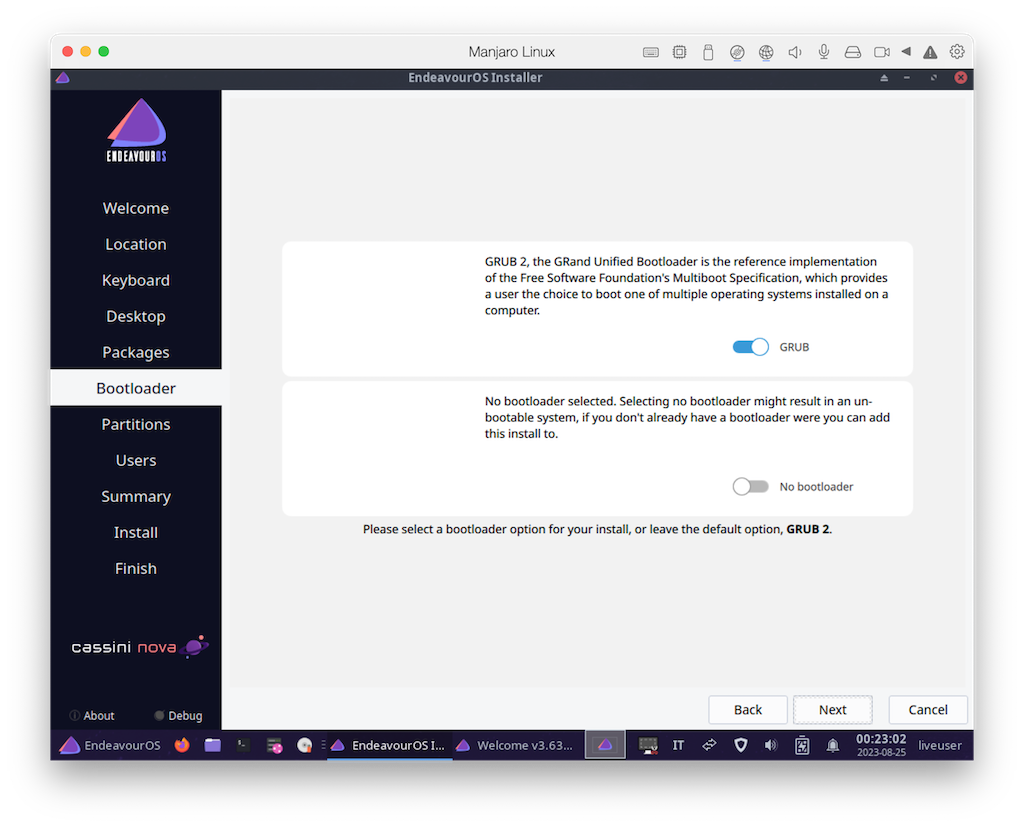 Manjaro Linux
EndeavourOS Installer
ENDEAVOUROS
Welcome
Location
Keyboard
Desktop
Packages
Bootloader
Partitions
Users
Summary
Install
Finish
cassini nova
About
Debug
GRUB 2, the GRand Unified Bootloader is the reference implementation
of the Free Software Foundation's Multiboot Specification, which provides
a user the choice to boot one of multiple operating systems installed on a
computer.
GRUB
No bootloader selected. Selecting no bootloader might result in an un-
bootable system, if you don't already have a bootloader were you can add
this install to.
No bootloader
Please select a bootloader option for your install, or leave the default option, GRUB 2.
Back
Next
Cancel
EndeavourOS
EndeavourOS I...
Welcome v3.63...
IT
00:23:02
2023-08-25
liveuser